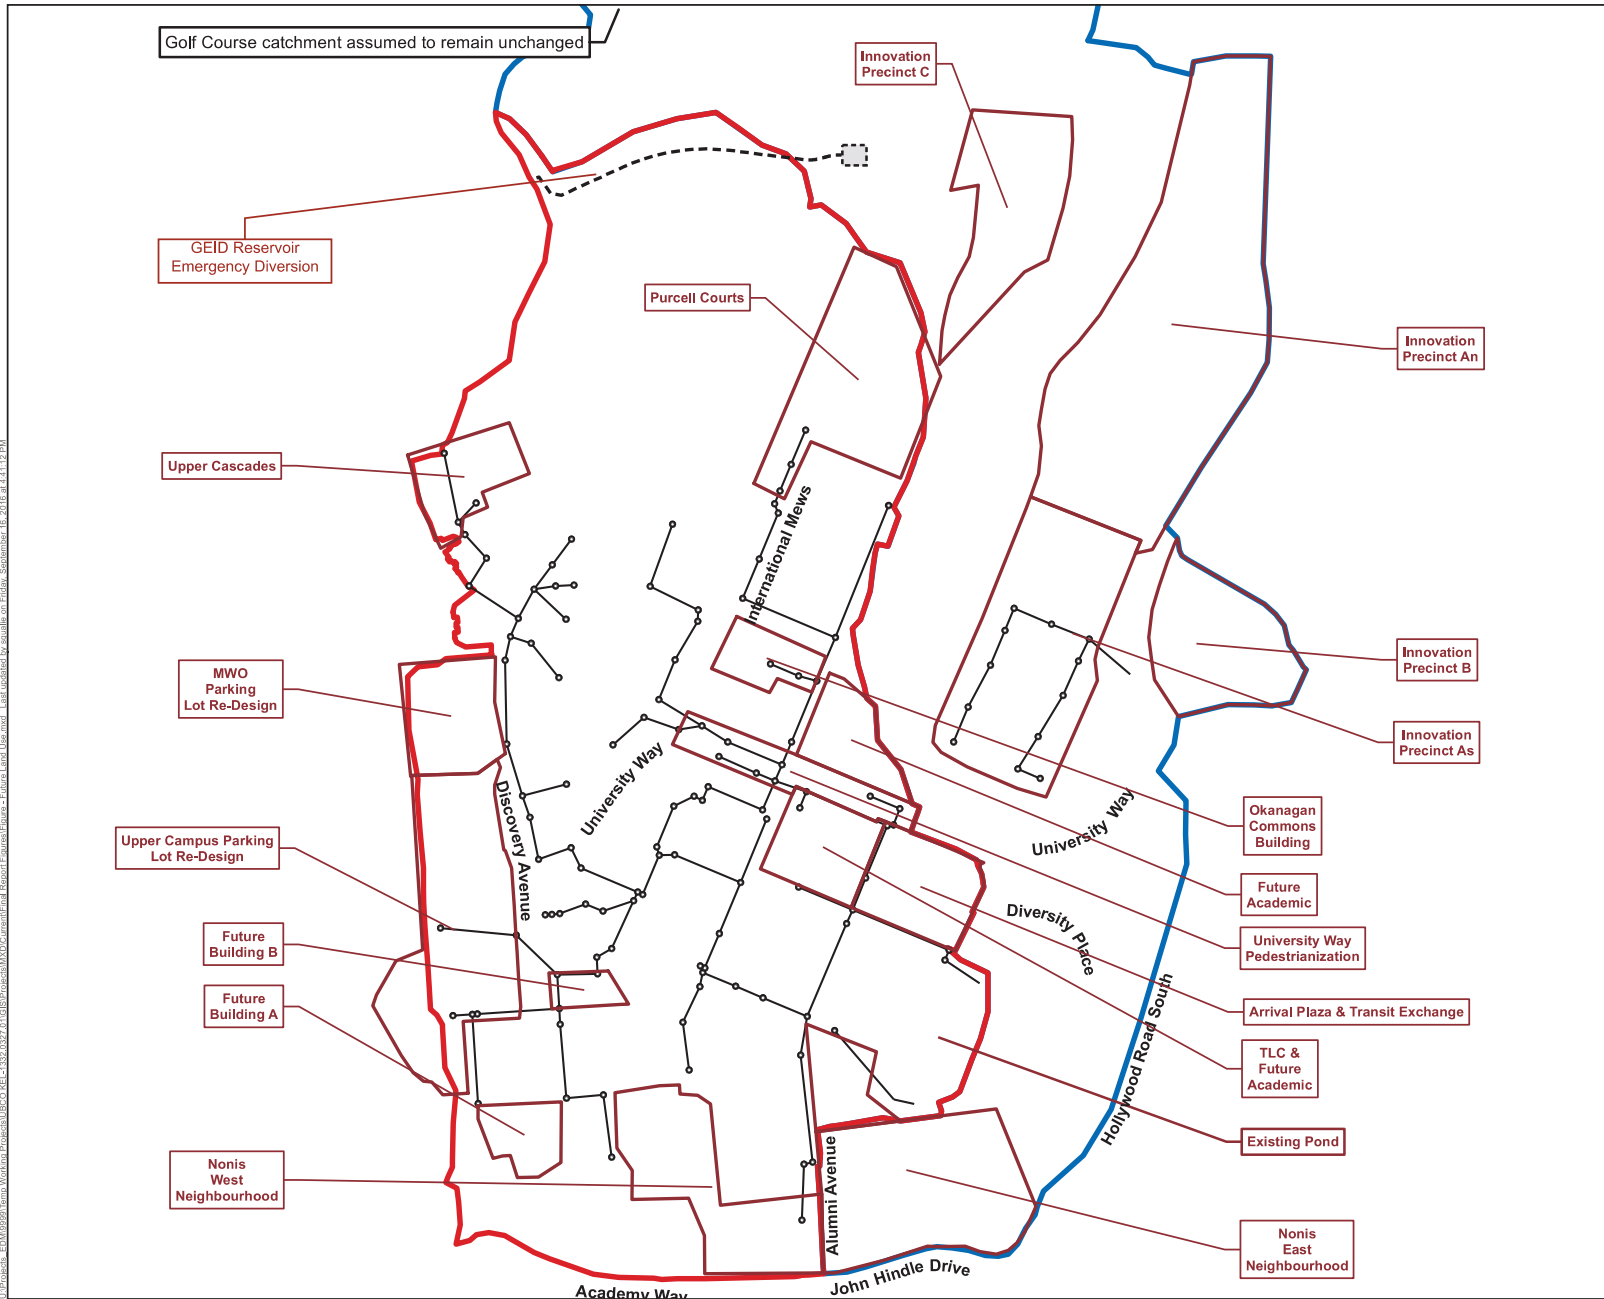 Golf Course catchment assumed to remain unchanged
Innovation
Precinct C
GEID Reservoir
Emergency Diversion
Purcell Courts
Innovation
Precinct An
Upper Cascades
International Mews
MWO
Parking
Lot Re-Design
Innovation
Precinct B
Innovation
Precinct As
University Way
Discovery Avenue
University Way
Okanagan
Commons
Building
Upper Campus Parking
Lot Re-Design
Future
Academic
Diversity Place
Future
Building B
University Way
Pedestrianization
Future
Building A
Arrival Plaza & Transit Exchange
TLC &
Future
Academic
Hollywood Road South
Existing Pond
Nonis
West
Neighbourhood
Alumni Avenue
Nonis
East
Neighbourhood
John Hindle Drive
Academy Way